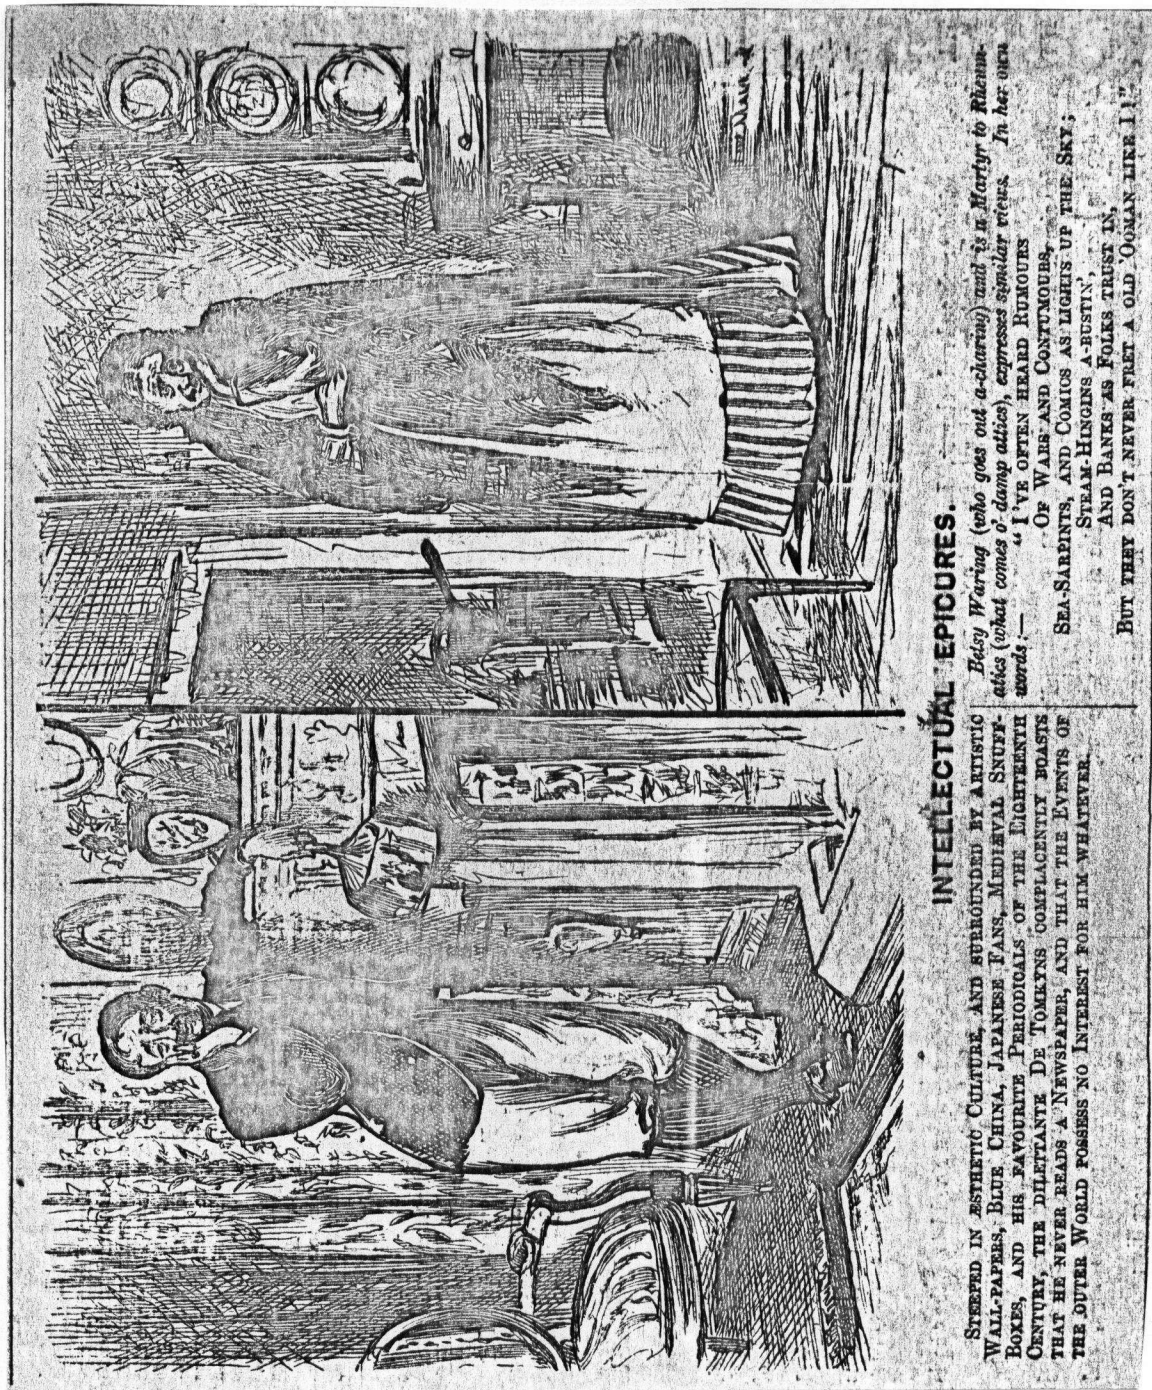 INTELLECTUAL EPICURES.
STEEPED IN ÆSTHETIC CULTURE, AND SURROUNDED BY ARTISTIC
WALL-PAPERS, BLUE CHINA, JAPANESE FANS, MEDIÆVAL SNUFF-
BOXES, AND HIS FAVOURITE PERIODICALS OF THE EIGHTEENTH
CENTURY, THE DILETTANTE DE TOMKYNS COMPLACENTLY BOASTS
THAT HE NEVER READS A NEWSPAPER, AND THAT THE EVENTS OF
THE OUTER WORLD POSSESS NO INTEREST FOR HIM WHATEVER.
Betsy Waring (who goes out a-charing) and is a Martyr to Rheum-
atics (what comes o' damp attics), expresses similar views. In her own
words:—
"I'VE OFTEN HEARD RUMOURS
OF WARS AND CONTUMOURS,
SEA-SARPINTS, AND COMICS AS LIGHTS UP THE SKY;
STEAM-HINGINS A-BUSTIN',
AND BANKS AS FOLKS TRUST IN,
BUT THEY DON'T NEVER FRET A OLD 'OOMAN LIKE I!"